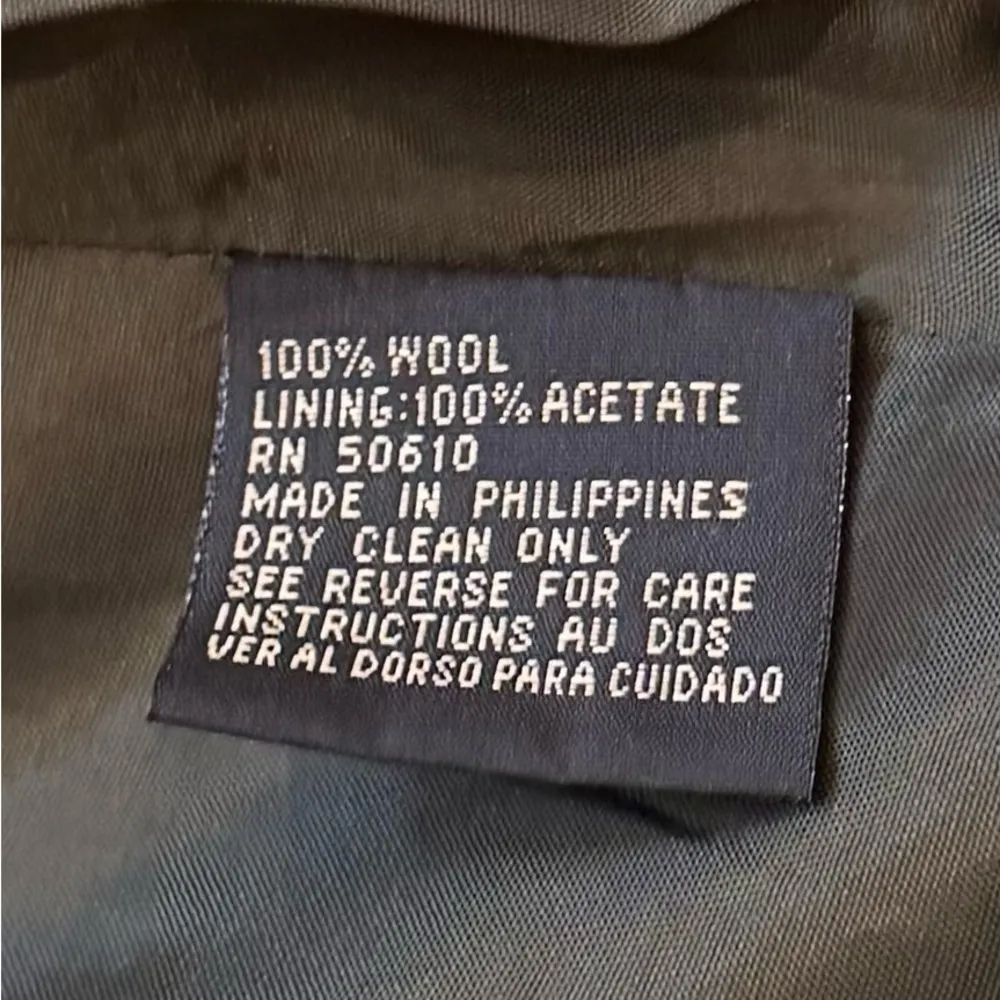 100% WOOL
LINING:100% ACETATE
RN 50610
MADE IN PHILIPPINES
DRY CLEAN ONLY
SEE REVERSE FOR CARE
INSTRUCTIONS AU DOS
VER AL DORSO PARA CUIDADO